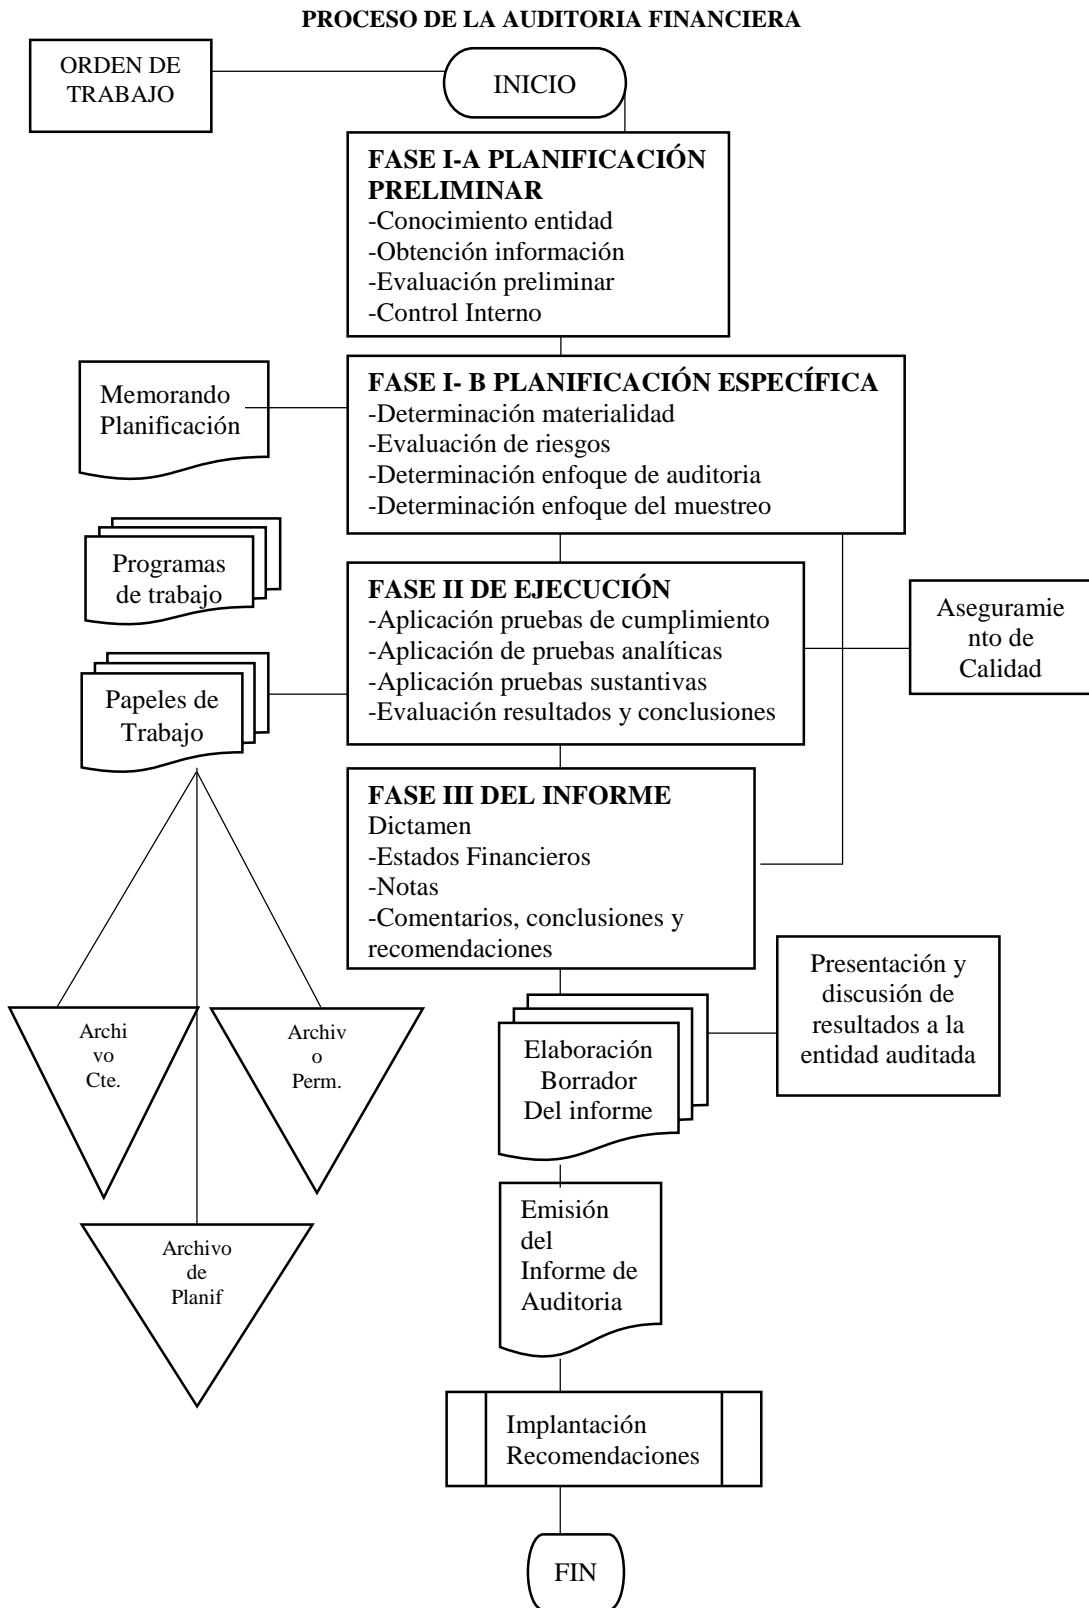 PROCESO DE LA AUDITORIA FINANCIERA
ORDEN DE
TRABAJO
INICIO
FASE I-A PLANIFICACIÓN
PRELIMINAR
-Conocimiento entidad
-Obtención información
-Evaluación preliminar
-Control Interno
Memorando
Planificación
FASE I- B PLANIFICACIÓN ESPECÍFICA
-Determinación materialidad
-Evaluación de riesgos
-Determinación enfoque de auditoria
-Determinación enfoque del muestreo
Programas
de trabajo
FASE II DE EJECUCIÓN
-Aplicación pruebas de cumplimiento
-Aplicación de pruebas analíticas
-Aplicación pruebas sustantivas
-Evaluación resultados y conclusiones
Aseguramie
nto de
Calidad
Papeles de
Trabajo
FASE III DEL INFORME
Dictamen
-Estados Financieros
-Notas
-Comentarios, conclusiones y
recomendaciones
Presentación y
discusión de
resultados a la
entidad auditada
Archi
vo
Cte.
Archiv
o
Perm.
Elaboración
Borrador
Del informe
Archivo
de
Planif
Emisión
del
Informe de
Auditoria
Implantación
Recomendaciones
FIN